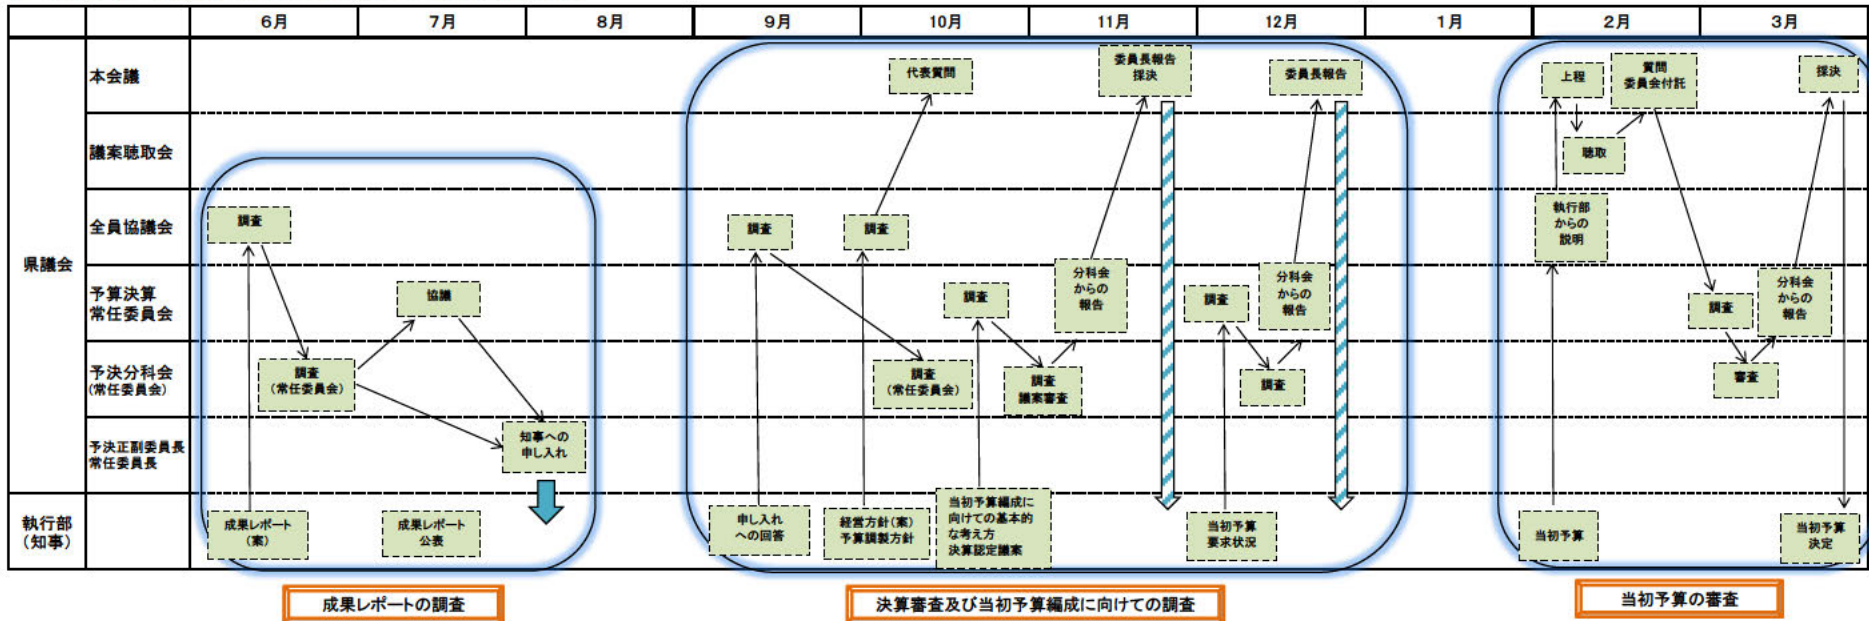 6月 7月 8月 9月 10月 11月 12月 1月 2月 3月
県議会
本会議
代表質問
委員長報告
採決
委員長報告
上程
質問
委員会付託
採決
議案聴取会
聴取
全員協議会
調査
調査
調査
執行部
からの
説明
予算決算
常任委員会
協議
調査
分科会
からの
報告
調査
分科会
からの
報告
調査
分科会
からの
報告
予決分科会
(常任委員会)
調査
(常任委員会)
調査
(常任委員会)
調査
議案審査
調査
審査
予決正副委員長
常任委員長
知事への
申し入れ
執行部
(知事)
成果レポート
(案)
成果レポート
公表
申し入れ
への回答
経営方針(案)
予算調製方針
当初予算編成に
向けての基本的
な考え方
決算認定議案
当初予算
要求状況
当初予算
当初予算
決定
成果レポートの調査
決算審査及び当初予算編成に向けての調査
当初予算の審査